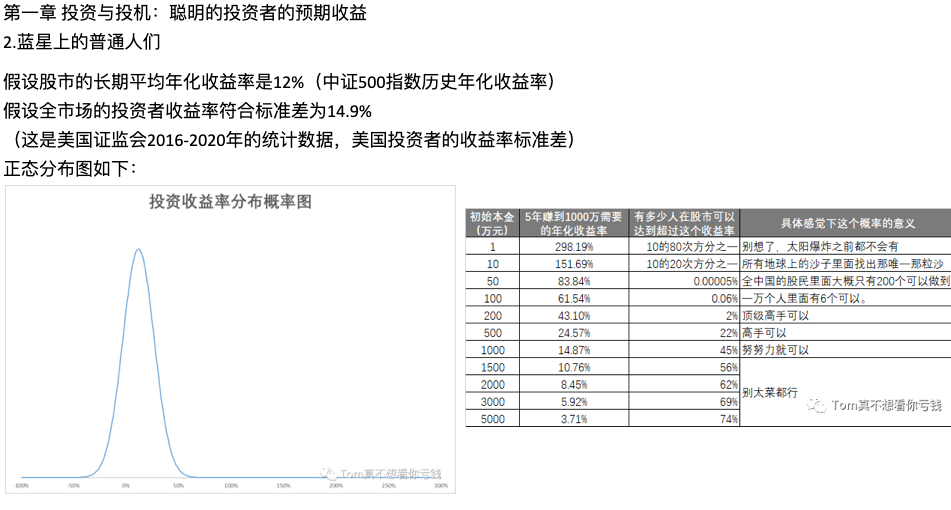 第一章 投资与投机：聪明的投资者的预期收益
2.蓝星上的普通人们
假设股市的长期平均年化收益率是12%（中证500指数历史年化收益率）
假设全市场的投资者收益率符合标准差为14.9%
（这是美国证监会2016-2020年的统计数据，美国投资者的收益率标准差）
正态分布图如下：
投资收益率分布概率图
-100% -50% 0% 50% 100% 150% 200% 250% 300%
Tom真不想看你亏钱
初始本金（万元） 5年赚到1000万需要的年化收益率 有多少人在股市可以达到超过这个收益率 具体感觉下这个概率的意义
1 298.19% 10的80次方分之一 别想了，太阳爆炸之前都不会有
10 151.69% 10的20次方分之一 所有地球上的沙子里面找出那唯一那粒沙
50 83.84% 0.00005% 全中国的股民里面大概只有200个可以做到
100 61.54% 0.06% 一万个人里面有6个可以。
200 43.10% 2% 顶级高手可以
500 24.57% 22% 高手可以
1000 14.87% 45% 努努力就可以
1500 10.76% 56%
2000 8.45% 62%
别太菜都行
3000 5.92% 69%
5000 3.71% 74%
Tom真不想看你亏钱